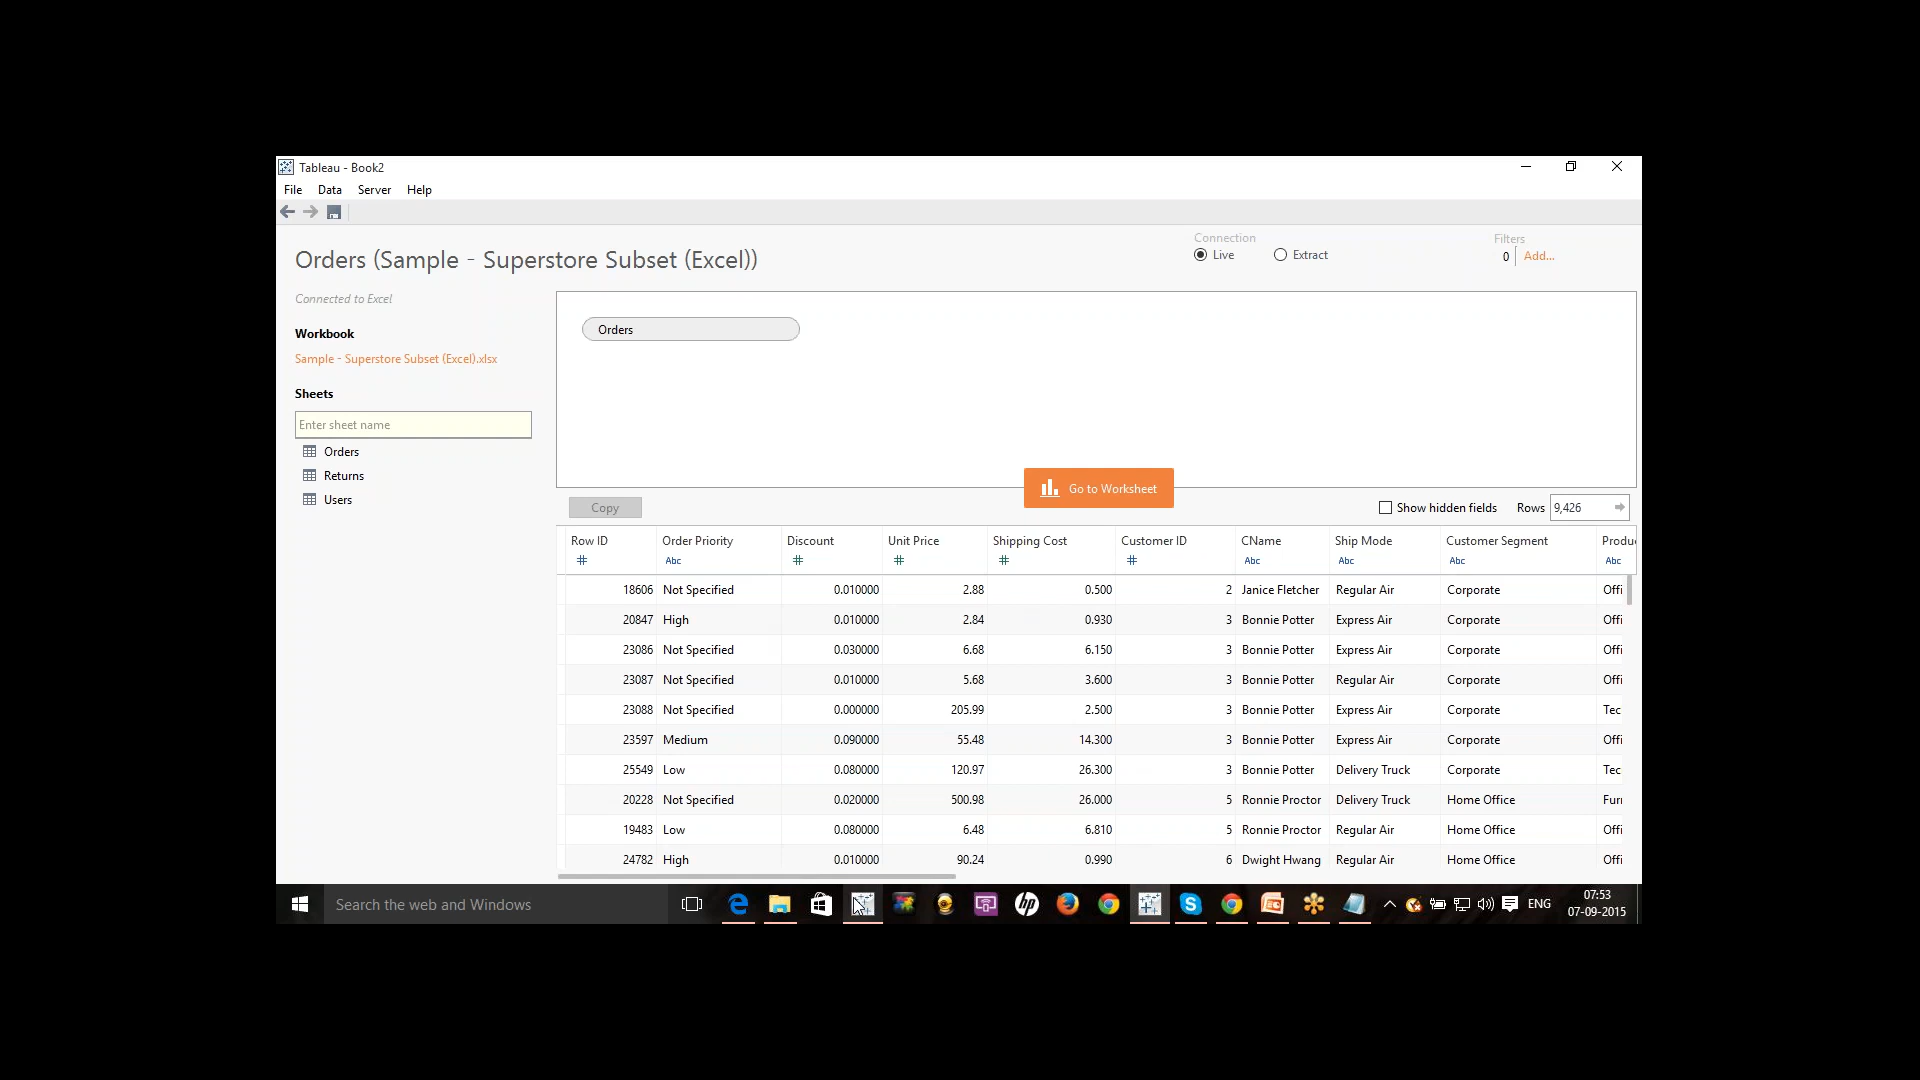 Tableau - Book2
File Data Server Help
Orders (Sample - Superstore Subset (Excel))
Connection
Live Extract
Filters
0 Add...
Connected to Excel
Workbook
Sample - Superstore Subset (Excel).xlsx
Sheets
Enter sheet name
Orders
Returns
Users
Orders
Go to Worksheet
Copy
Show hidden fields Rows 9,426
Row ID Order Priority Discount Unit Price Shipping Cost Customer ID CName Ship Mode Customer Segment Produ
# Abc # # # # Abc Abc Abc Abc
18606 Not Specified 0.010000 2.88 0.500 2 Janice Fletcher Regular Air Corporate Offi
20847 High 0.010000 2.84 0.930 3 Bonnie Potter Express Air Corporate Offi
23086 Not Specified 0.030000 6.68 6.150 3 Bonnie Potter Express Air Corporate Offi
23087 Not Specified 0.010000 5.68 3.600 3 Bonnie Potter Regular Air Corporate Offi
23088 Not Specified 0.000000 205.99 2.500 3 Bonnie Potter Express Air Corporate Tec
23597 Medium 0.090000 55.48 14.300 3 Bonnie Potter Express Air Corporate Offi
25549 Low 0.080000 120.97 26.300 3 Bonnie Potter Delivery Truck Corporate Tec
20228 Not Specified 0.020000 500.98 26.000 5 Ronnie Proctor Delivery Truck Home Office Fur
19483 Low 0.080000 6.48 6.810 5 Ronnie Proctor Regular Air Home Office Offi
24782 High 0.010000 90.24 0.990 6 Dwight Hwang Regular Air Home Office Offi
Search the web and Windows
ENG
07:53
07-09-2015